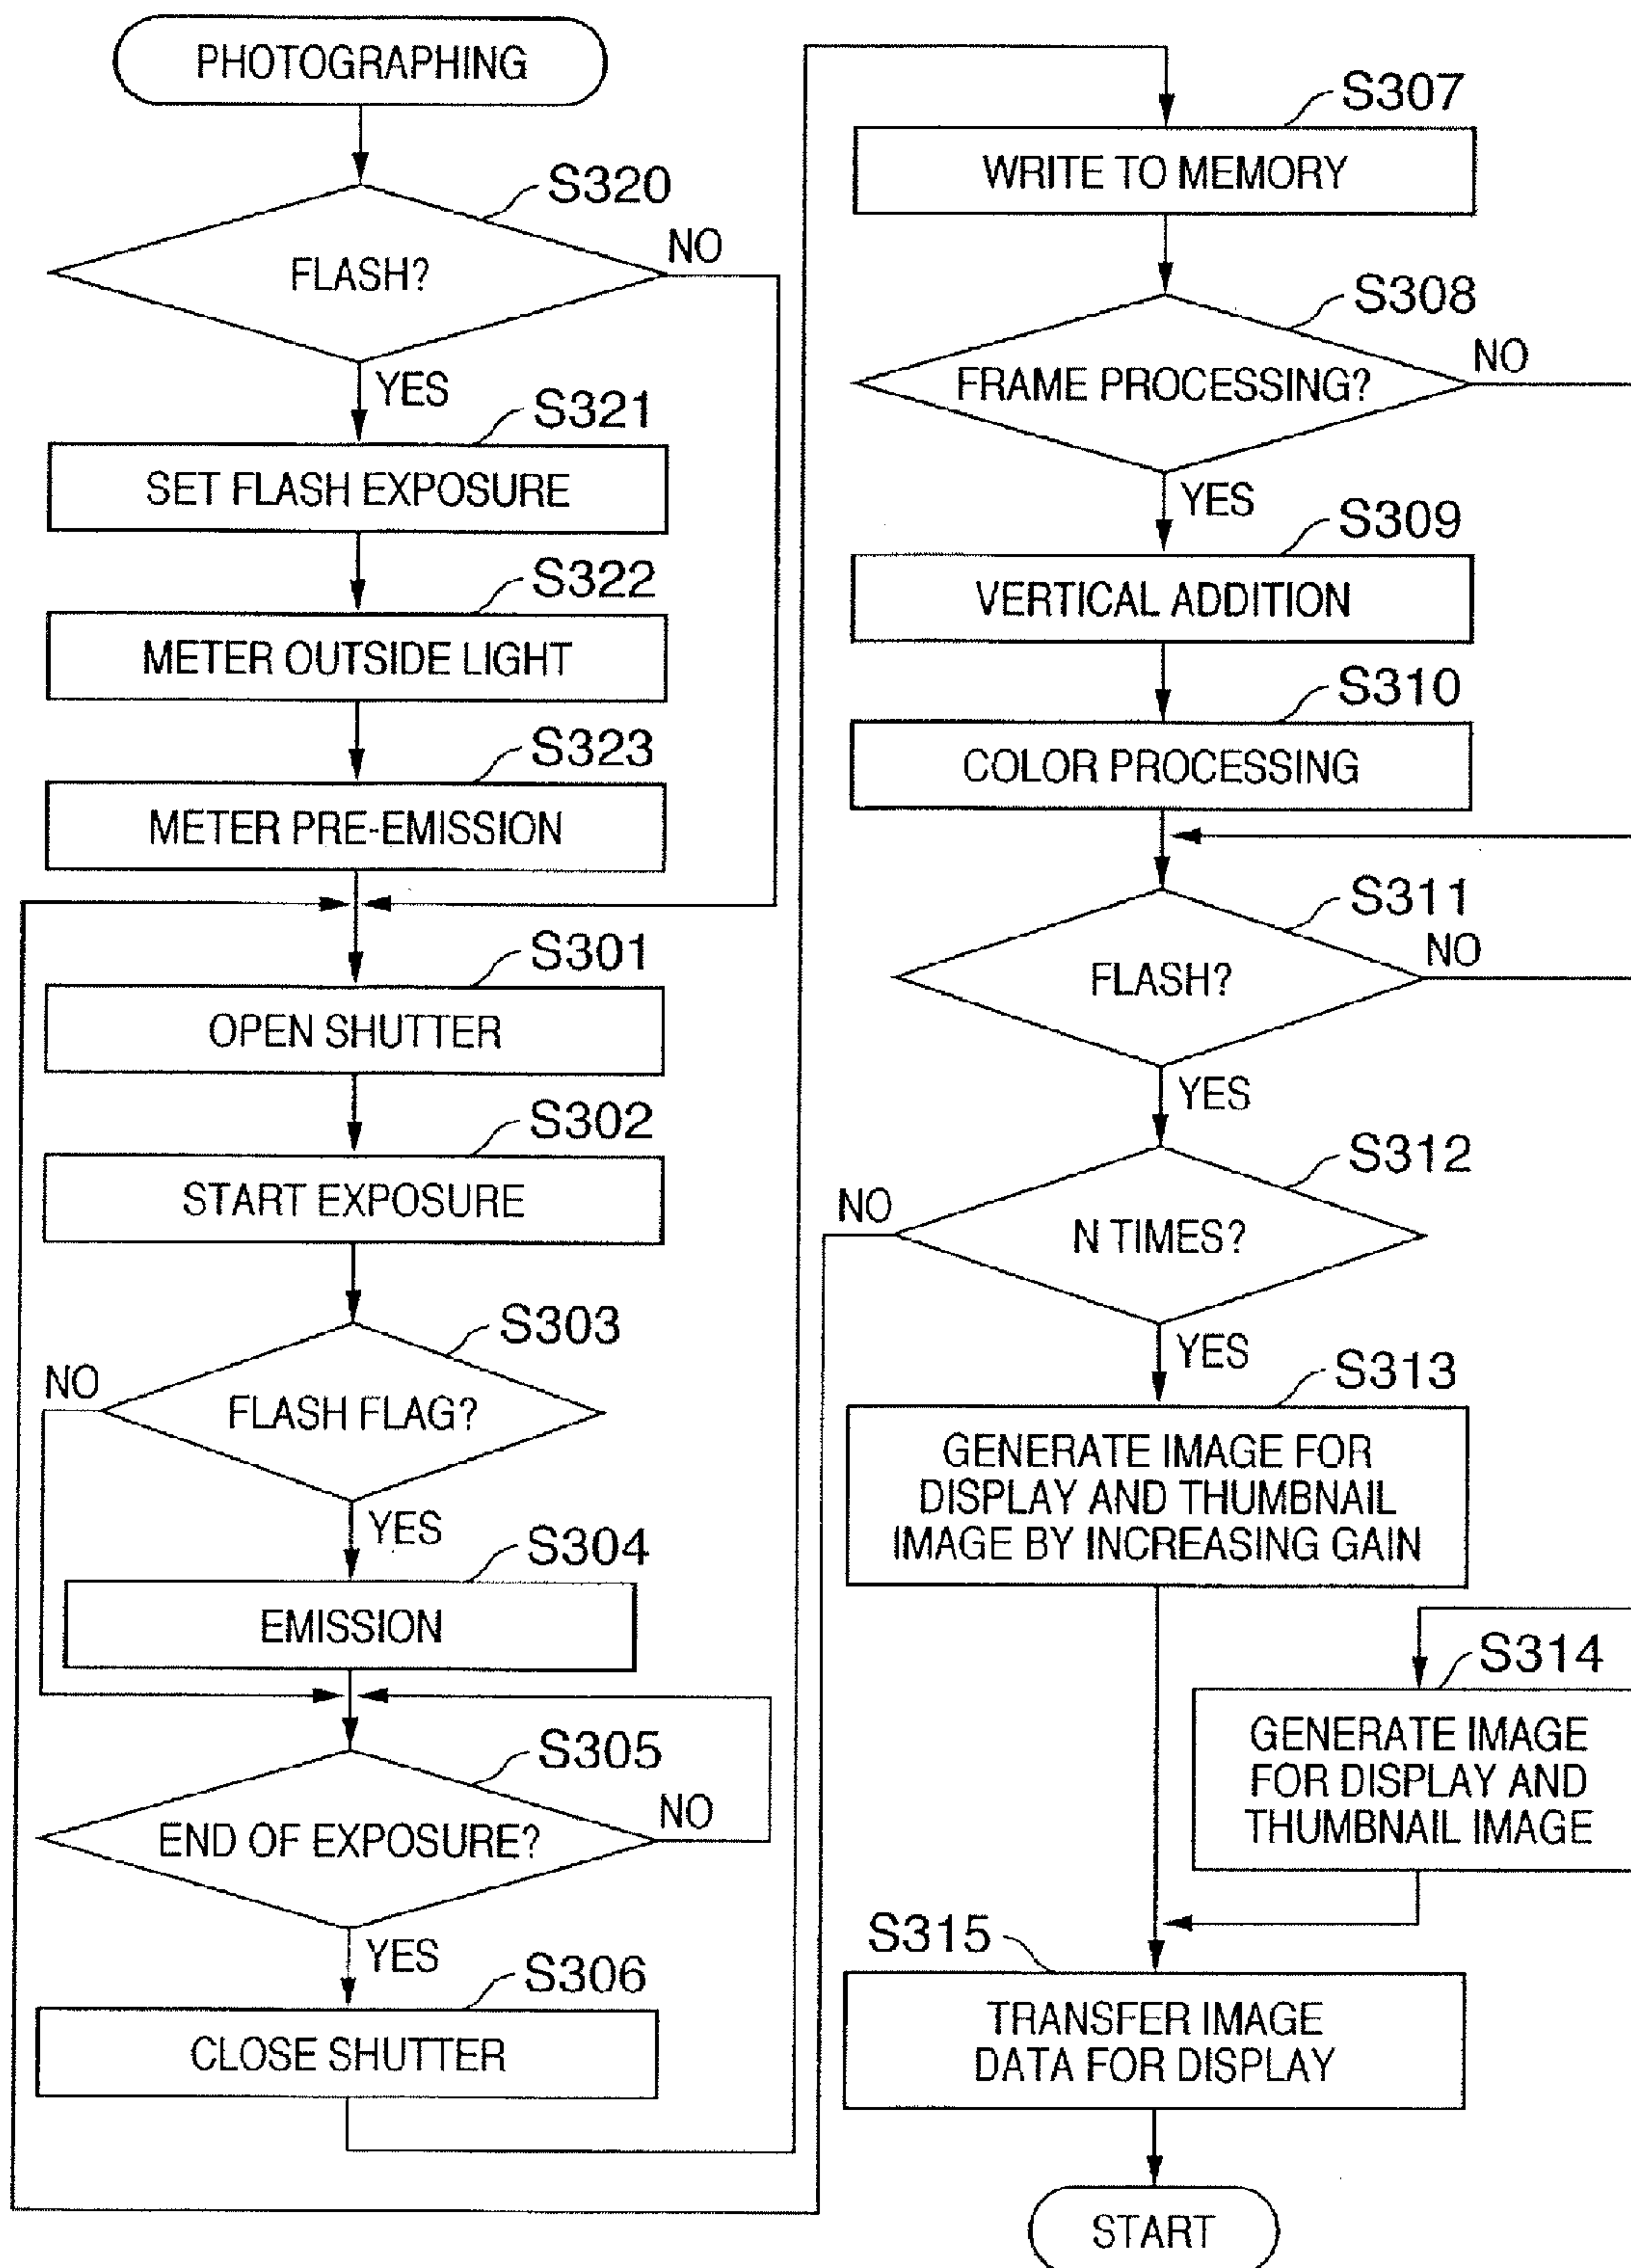 PHOTOGRAPHING
S320
FLASH?
NO
YES
S321
SET FLASH EXPOSURE
S322
METER OUTSIDE LIGHT
S323
METER PRE-EMISSION
S301
OPEN SHUTTER
S302
START EXPOSURE
S303
NO
FLASH FLAG?
YES
S304
EMISSION
S305
NO
END OF EXPOSURE?
YES
S306
CLOSE SHUTTER
S307
WRITE TO MEMORY
S308
NO
FRAME PROCESSING?
YES
S309
VERTICAL ADDITION
S310
COLOR PROCESSING
S311
NO
FLASH?
YES
S312
NO
N TIMES?
YES
S313
GENERATE IMAGE FOR
DISPLAY AND THUMBNAIL
IMAGE BY INCREASING GAIN
S314
GENERATE IMAGE
FOR DISPLAY AND
THUMBNAIL IMAGE
S315
TRANSFER IMAGE
DATA FOR DISPLAY
START